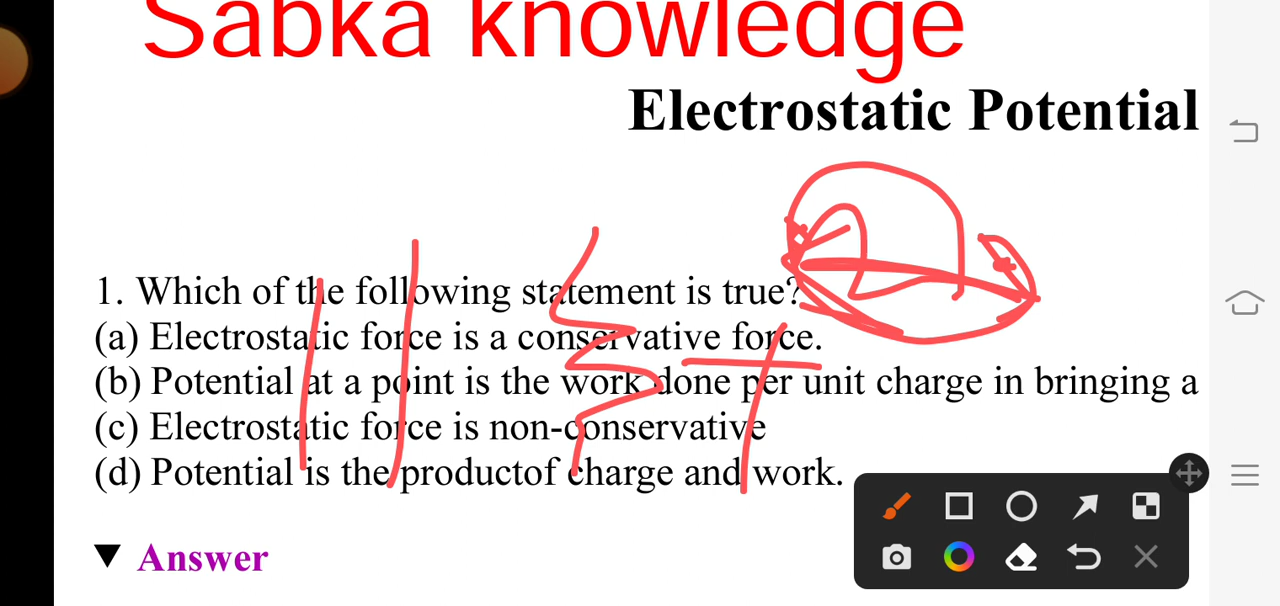 Sabka knowledge
Electrostatic Potential
1. Which of the following statement is true?
(a) Electrostatic force is a conservative force.
(b) Potential at a point is the work done per unit charge in bringing a
(c) Electrostatic force is non-conservative
(d) Potential is the productof charge and work.
▼ Answer